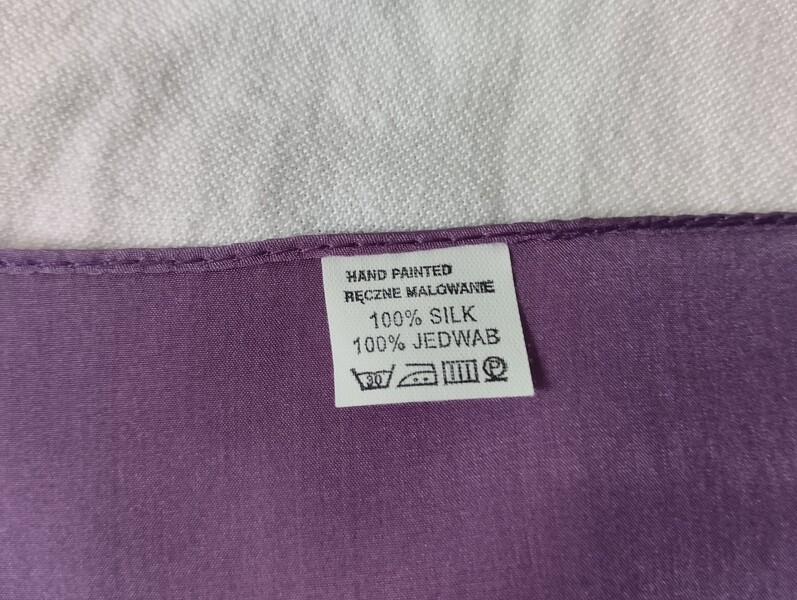 HAND PAINTED
RĘCZNE MALOWANIE
100% SILK
100% JEDWAB
30 P